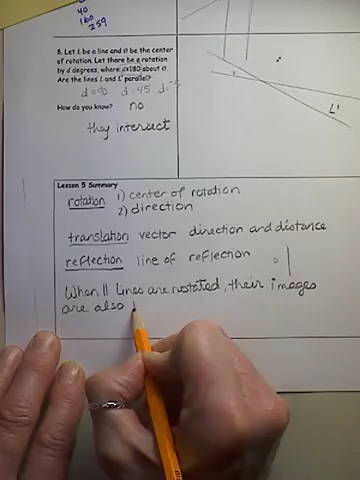 40
160
259
8. Let L be a line and O be the center
of rotation. Let there be a rotation
by d degrees, where d≠180 about O.
Are the lines L and L' parallel?
d=90 d=45 d=
How do you know? no
they intersect
L'
Lesson 5 Summary
rotation 1) center of rotation
2) direction
translation vector direction and distance
reflection line of reflection
When || lines are rotated, their images
are also